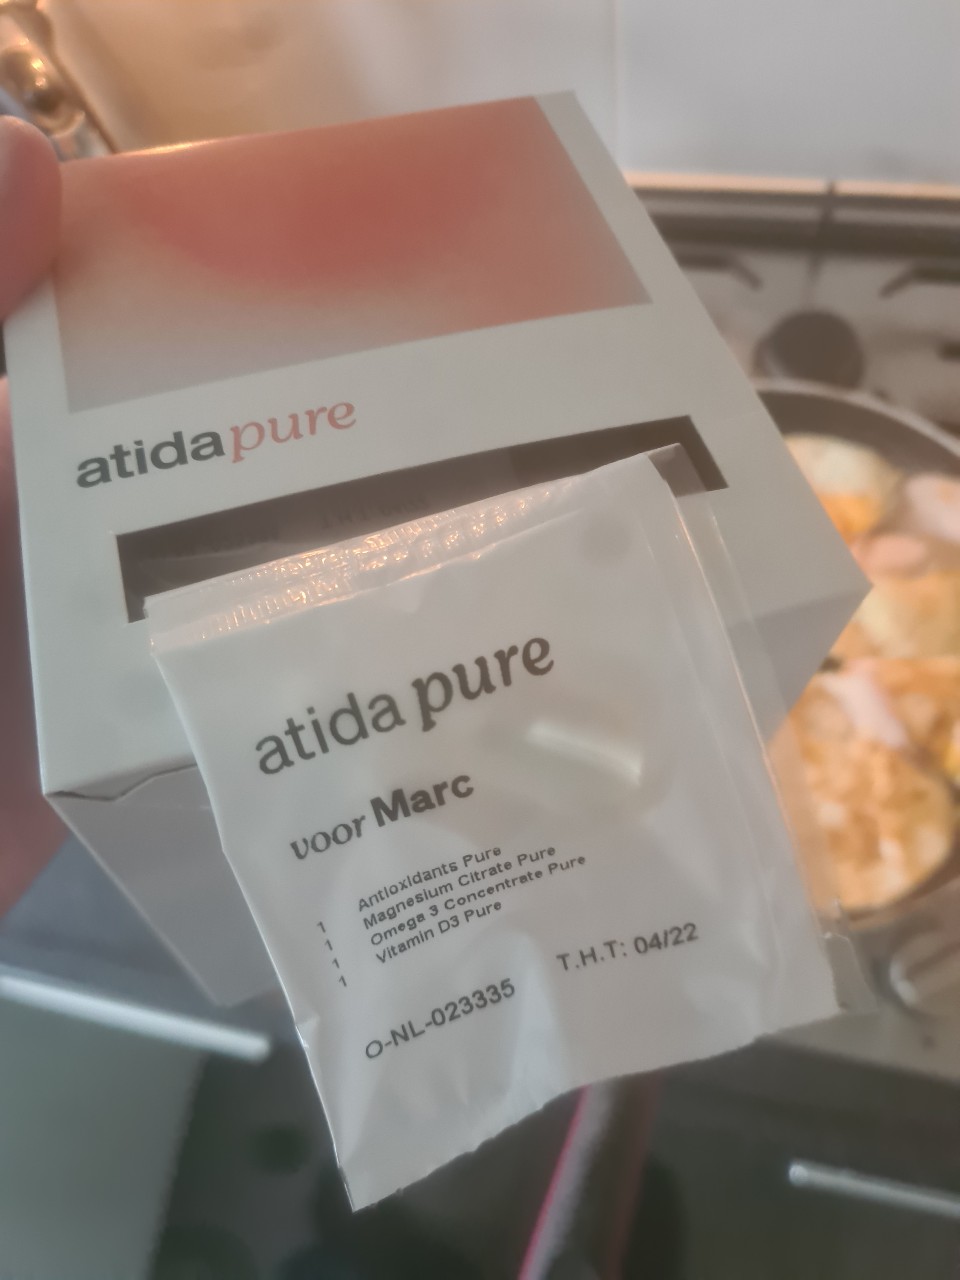 atida pure
atida pure
voor Marc
1 Antioxidants Pure
1 Magnesium Citrate Pure
1 Omega 3 Concentrate Pure
1 Vitamin D3 Pure
O-NL-023335 T.H.T: 04/22